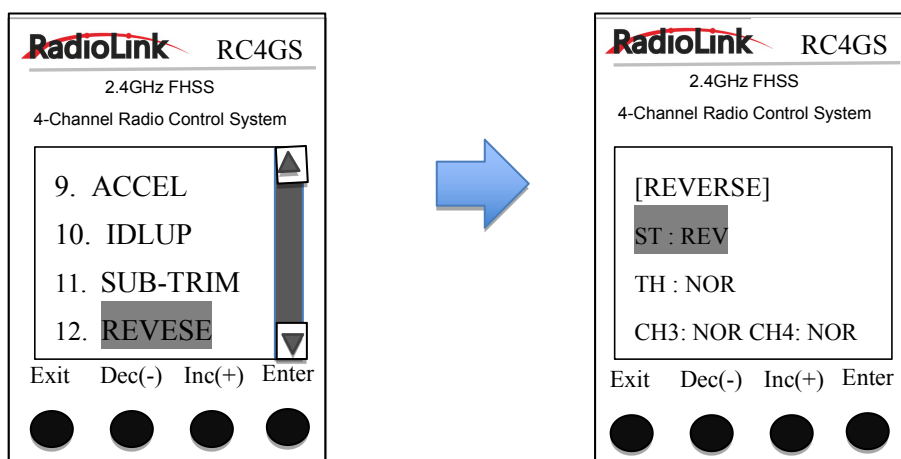 RadioLink RC4GS
2.4GHz FHSS
4-Channel Radio Control System
9. ACCEL
10. IDLUP
11. SUB-TRIM
12. REVESE
Exit Dec(-) Inc(+) Enter
RadioLink RC4GS
2.4GHz FHSS
4-Channel Radio Control System
[REVERSE]
ST : REV
TH : NOR
CH3: NOR CH4: NOR
Exit Dec(-) Inc(+) Enter